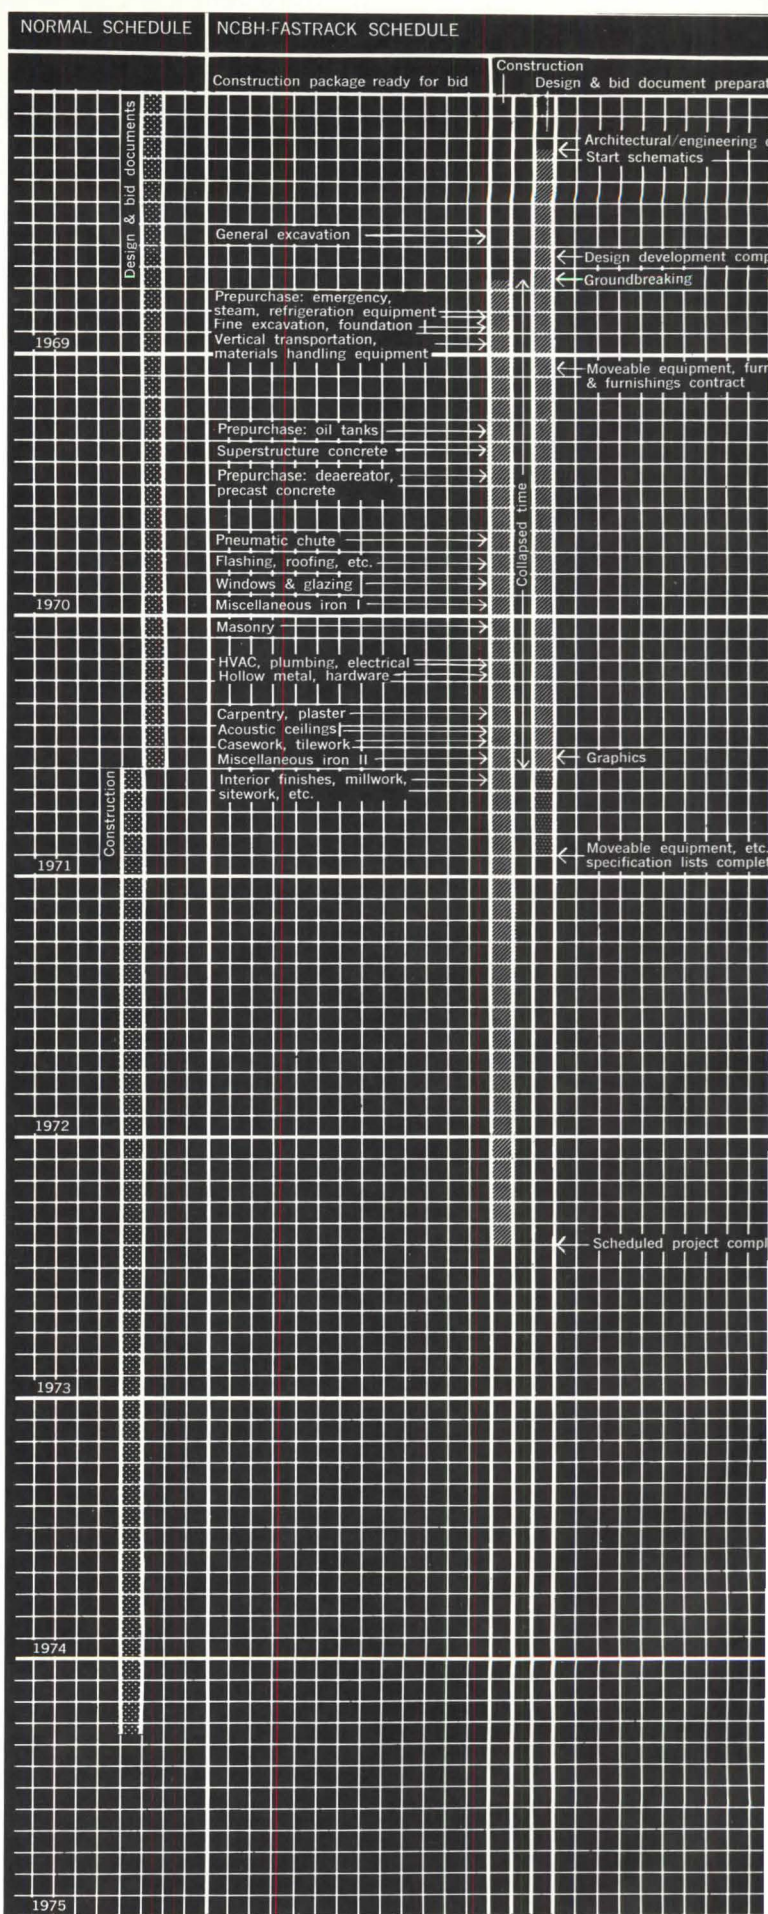 NORMAL SCHEDULE
NCBH-FASTRACK SCHEDULE
Construction package ready for bid
Construction
Design & bid document
Design & bid documents
Architectural/engineering
Start schematics
General excavation
Design development
Groundbreaking
Prepurchase: emergency,
steam, refrigeration equipment
Fine excavation, foundation
Vertical transportation,
materials handling equipment
1969
Moveable equipment,
& furnishings contract
Prepurchase: oil tanks
Superstructure concrete
Prepurchase: deaereator,
precast concrete
Collapsed time
Pneumatic chute
Flashing, roofing, etc.
Windows & glazing
Miscellaneous iron I
1970
Masonry
HVAC, plumbing, electrical
Hollow metal, hardware
Carpentry, plaster
Acoustic ceilings
Casework, tilework
Miscellaneous iron II
Graphics
Interior finishes, millwork,
sitework, etc.
Construction
Moveable equipment, etc.
specification lists
1971
1972
Scheduled project
1973
1974
1975